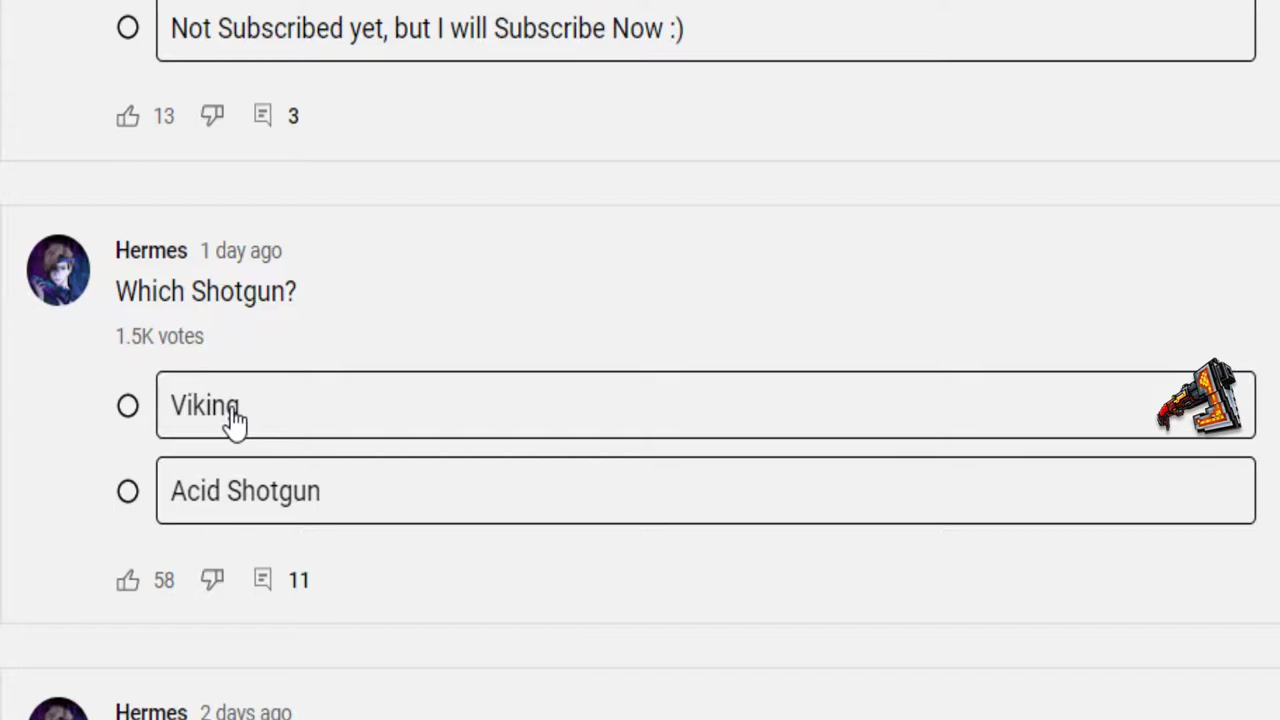 Not Subscribed yet, but I will Subscribe Now :)
13 3
Hermes 1 day ago
Which Shotgun?
1.5K votes
Viking
Acid Shotgun
58 11
Hermes 2 days ago